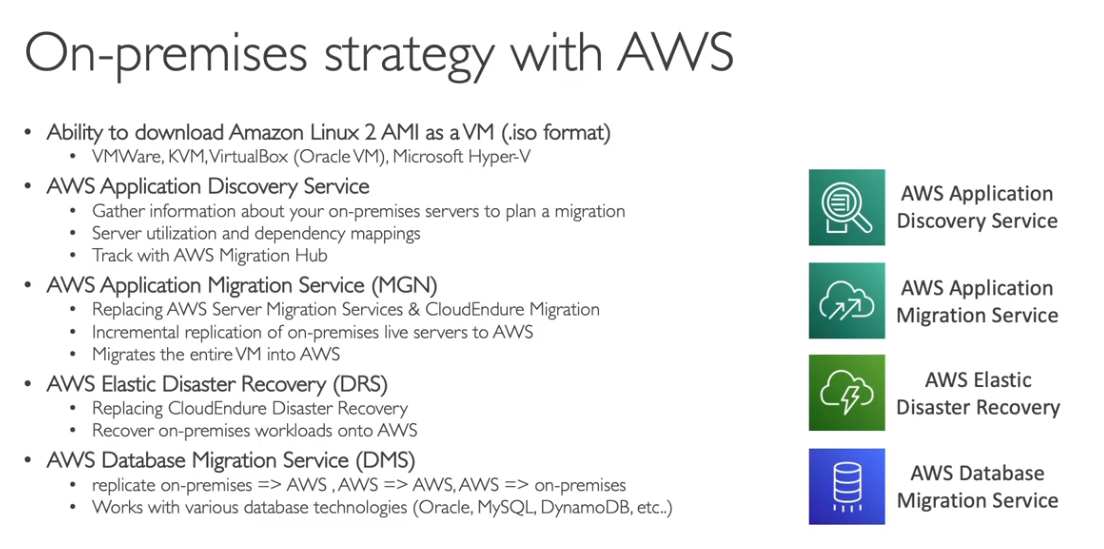 On-premises strategy with AWS
• Ability to download Amazon Linux 2 AMI as a VM (.iso format)
• VMWare, KVM, VirtualBox (Oracle VM), Microsoft Hyper-V
• AWS Application Discovery Service
• Gather information about your on-premises servers to plan a migration
• Server utilization and dependency mappings
• Track with AWS Migration Hub
• AWS Application Migration Service (MGN)
• Replacing AWS Server Migration Services & CloudEndure Migration
• Incremental replication of on-premises live servers to AWS
• Migrates the entire VM into AWS
• AWS Elastic Disaster Recovery (DRS)
• Replacing CloudEndure Disaster Recovery
• Recover on-premises workloads onto AWS
• AWS Database Migration Service (DMS)
• replicate on-premises => AWS , AWS => AWS, AWS => on-premises
• Works with various database technologies (Oracle, MySQL, DynamoDB, etc..)
AWS Application
Discovery Service
AWS Application
Migration Service
AWS Elastic
Disaster Recovery
AWS Database
Migration Service